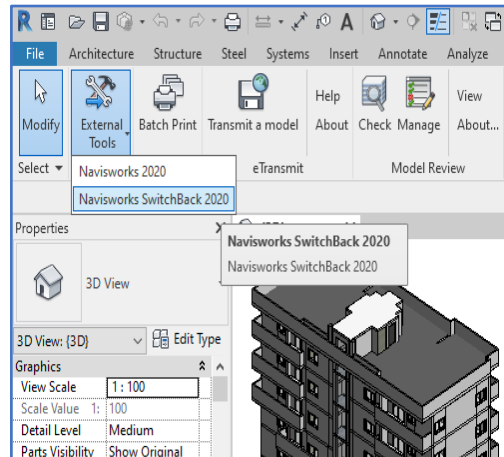 File Architecture Structure Steel Systems Insert Annotate Analyze
Modify
External Tools
Batch Print
Transmit a model
Help
About
Check
Manage
View
About...
Select
eTransmit
Model Review
Navisworks 2020
Navisworks SwitchBack 2020
Properties
X
Navisworks SwitchBack 2020
Navisworks SwitchBack 2020
3D View
3D View: {3D}
Edit Type
Graphics
View Scale 1 : 100
Scale Value 1: 100
Detail Level Medium
Parts Visibility Show Original